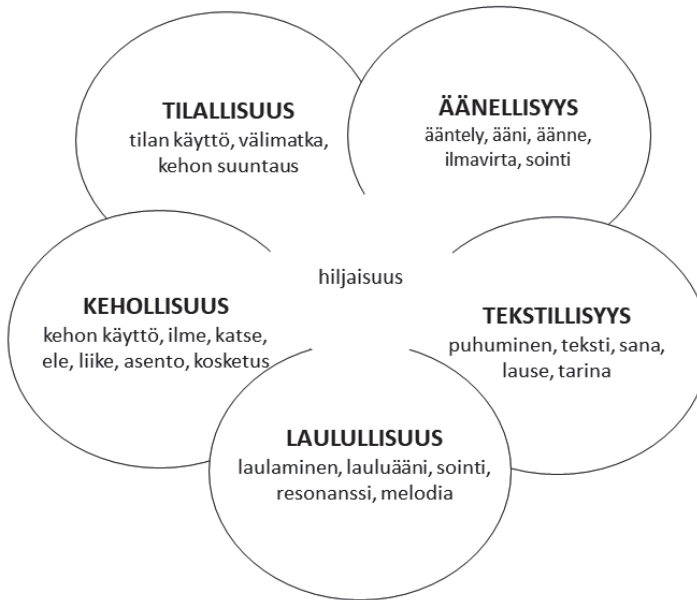 TILALLISUUS
tilan käyttö, välimatka,
kehon suuntaus
ÄÄNELLISYYS
ääntely, ääni, äänne,
ilmavirta, sointi
hiljaisuus
KEHOLLISUUS
kehon käyttö, ilme, katse,
ele, liike, asento, kosketus
TEKSTILLISYYS
puhuminen, teksti, sana,
lause, tarina
LAULULLISUUS
laulaminen, lauluääni, sointi,
resonanssi, melodia